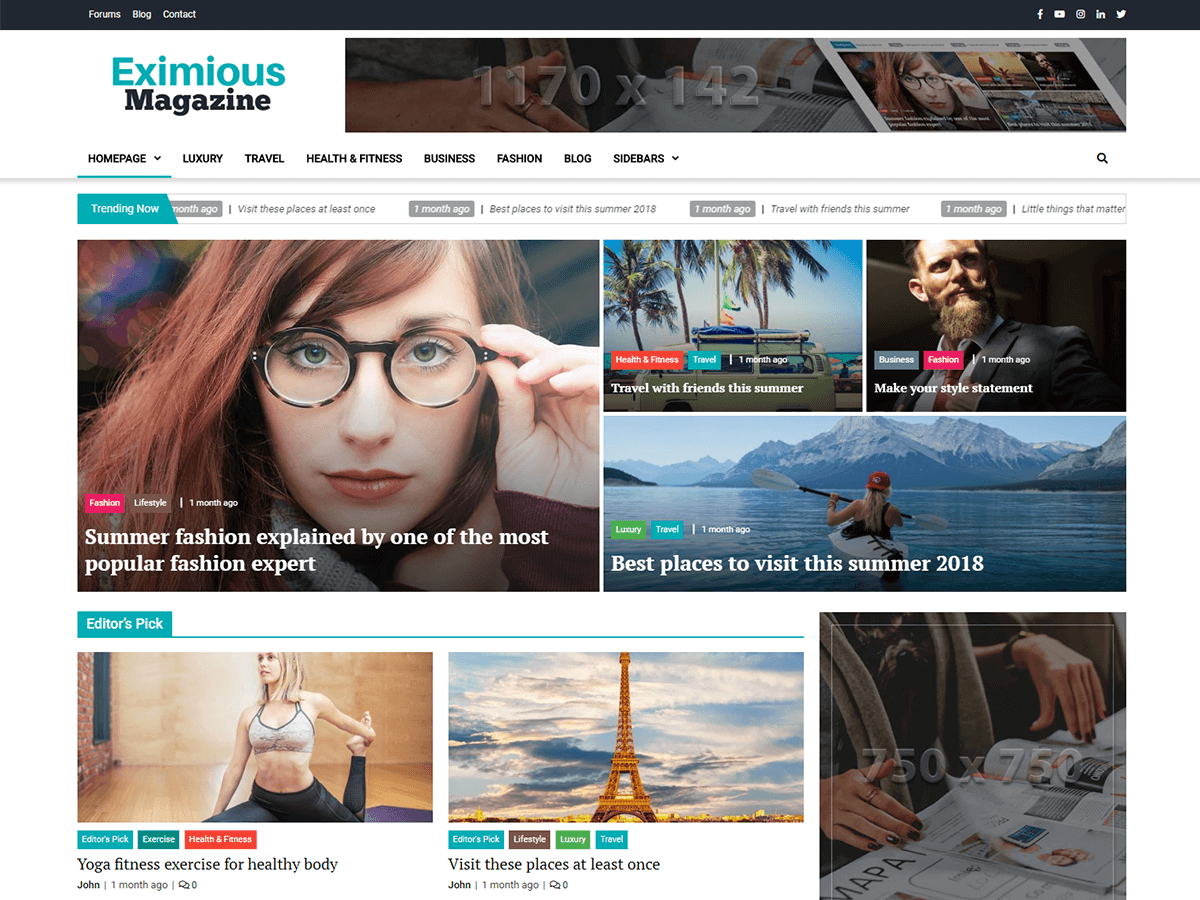 Forums Blog Contact
Eximious
Magazine
1170 x 142
HOMEPAGE LUXURY TRAVEL HEALTH & FITNESS BUSINESS FASHION BLOG SIDEBARS
Trending Now month ago | Visit these places at least once 1 month ago | Best places to visit this summer 2018 1 month ago | Travel with friends this summer 1 month ago | Little things that matter
Fashion Lifestyle | 1 month ago
Summer fashion explained by one of the most
popular fashion expert
Health & Fitness Travel | 1 month ago
Travel with friends this summer
Business Fashion | 1 month ago
Make your style statement
Luxury Travel | 1 month ago
Best places to visit this summer 2018
Editor's Pick
Editor's Pick Exercise Health & Fitness
Yoga fitness exercise for healthy body
John | 1 month ago | 0
Editor's Pick Lifestyle Luxury Travel
Visit these places at least once
John | 1 month ago | 0
750 x 750
МАРА